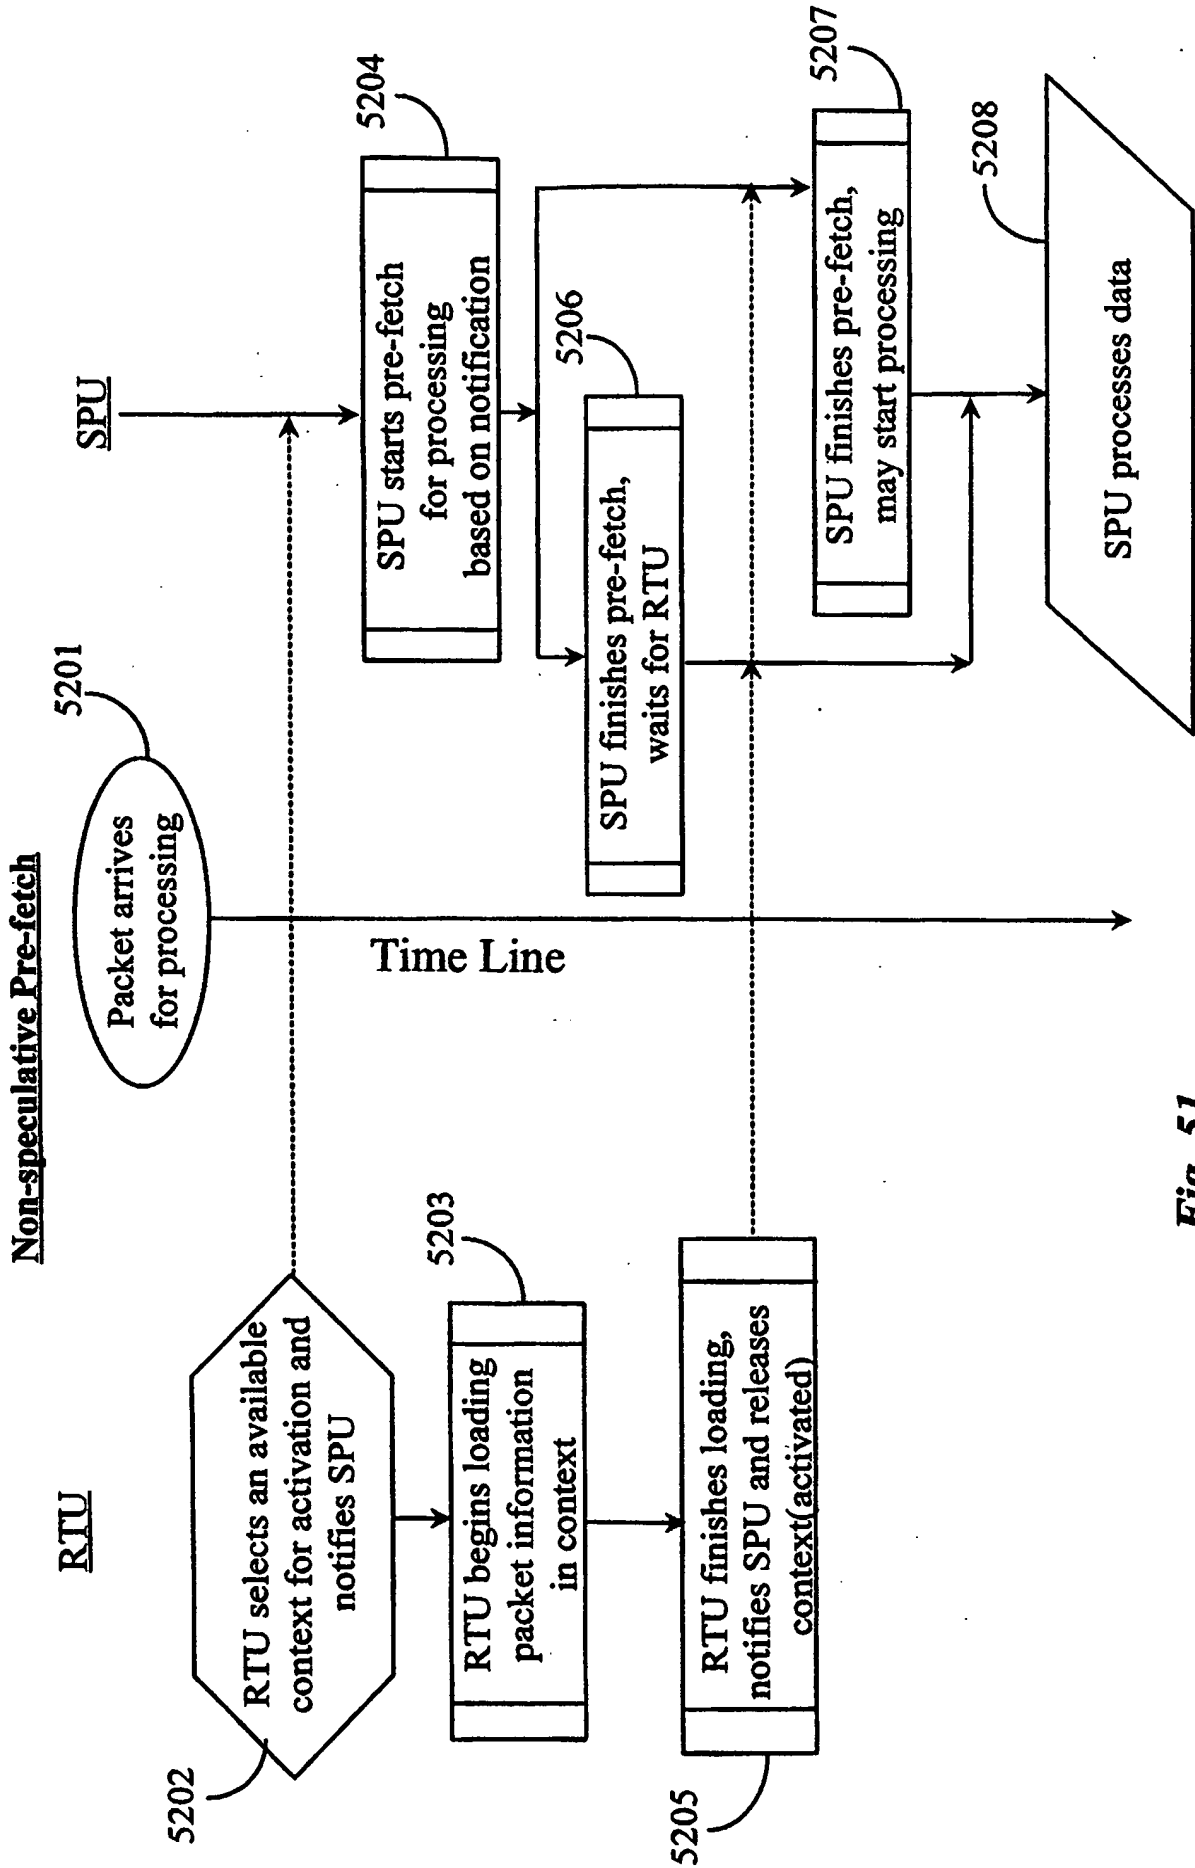 Non-speculative Pre-fetch
RTU
SPU
5201
Packet arrives
for processing
5202
RTU selects an available
context for activation and
notifies SPU
Time Line
5203
RTU begins loading
packet information
in context
5204
SPU starts pre-fetch
for processing
based on notification
5205
RTU finishes loading,
notifies SPU and releases
context(activated)
5206
SPU finishes pre-fetch,
waits for RTU
5207
SPU finishes pre-fetch,
may start processing
5208
SPU processes data
Fig. 51